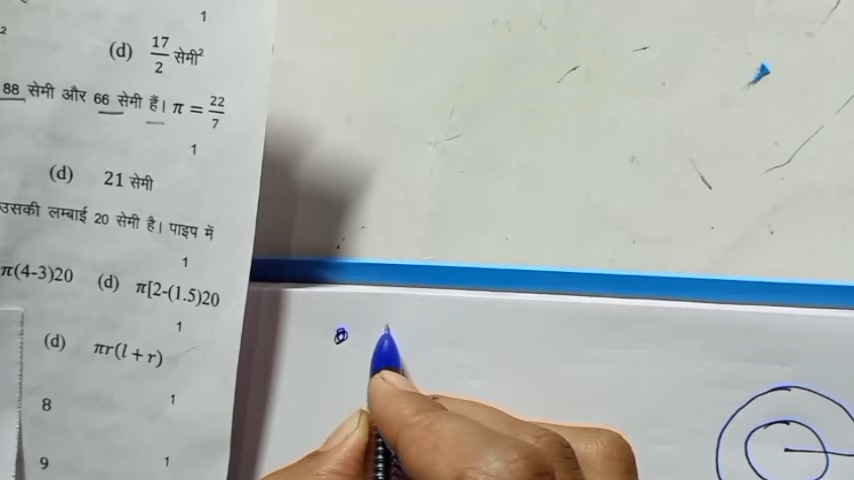 1
2
(d) 17/2 सेमी²
88 सेमी और 66 सेमी हैं। π = 22/7
1
(d) 21 सेमी
उसकी लम्बाई 20 सेमी है। पाइप में
1
π(4-3)20 (d) π[2-(1.5)20
1
(d) πr(l + r)
8 1
9 1